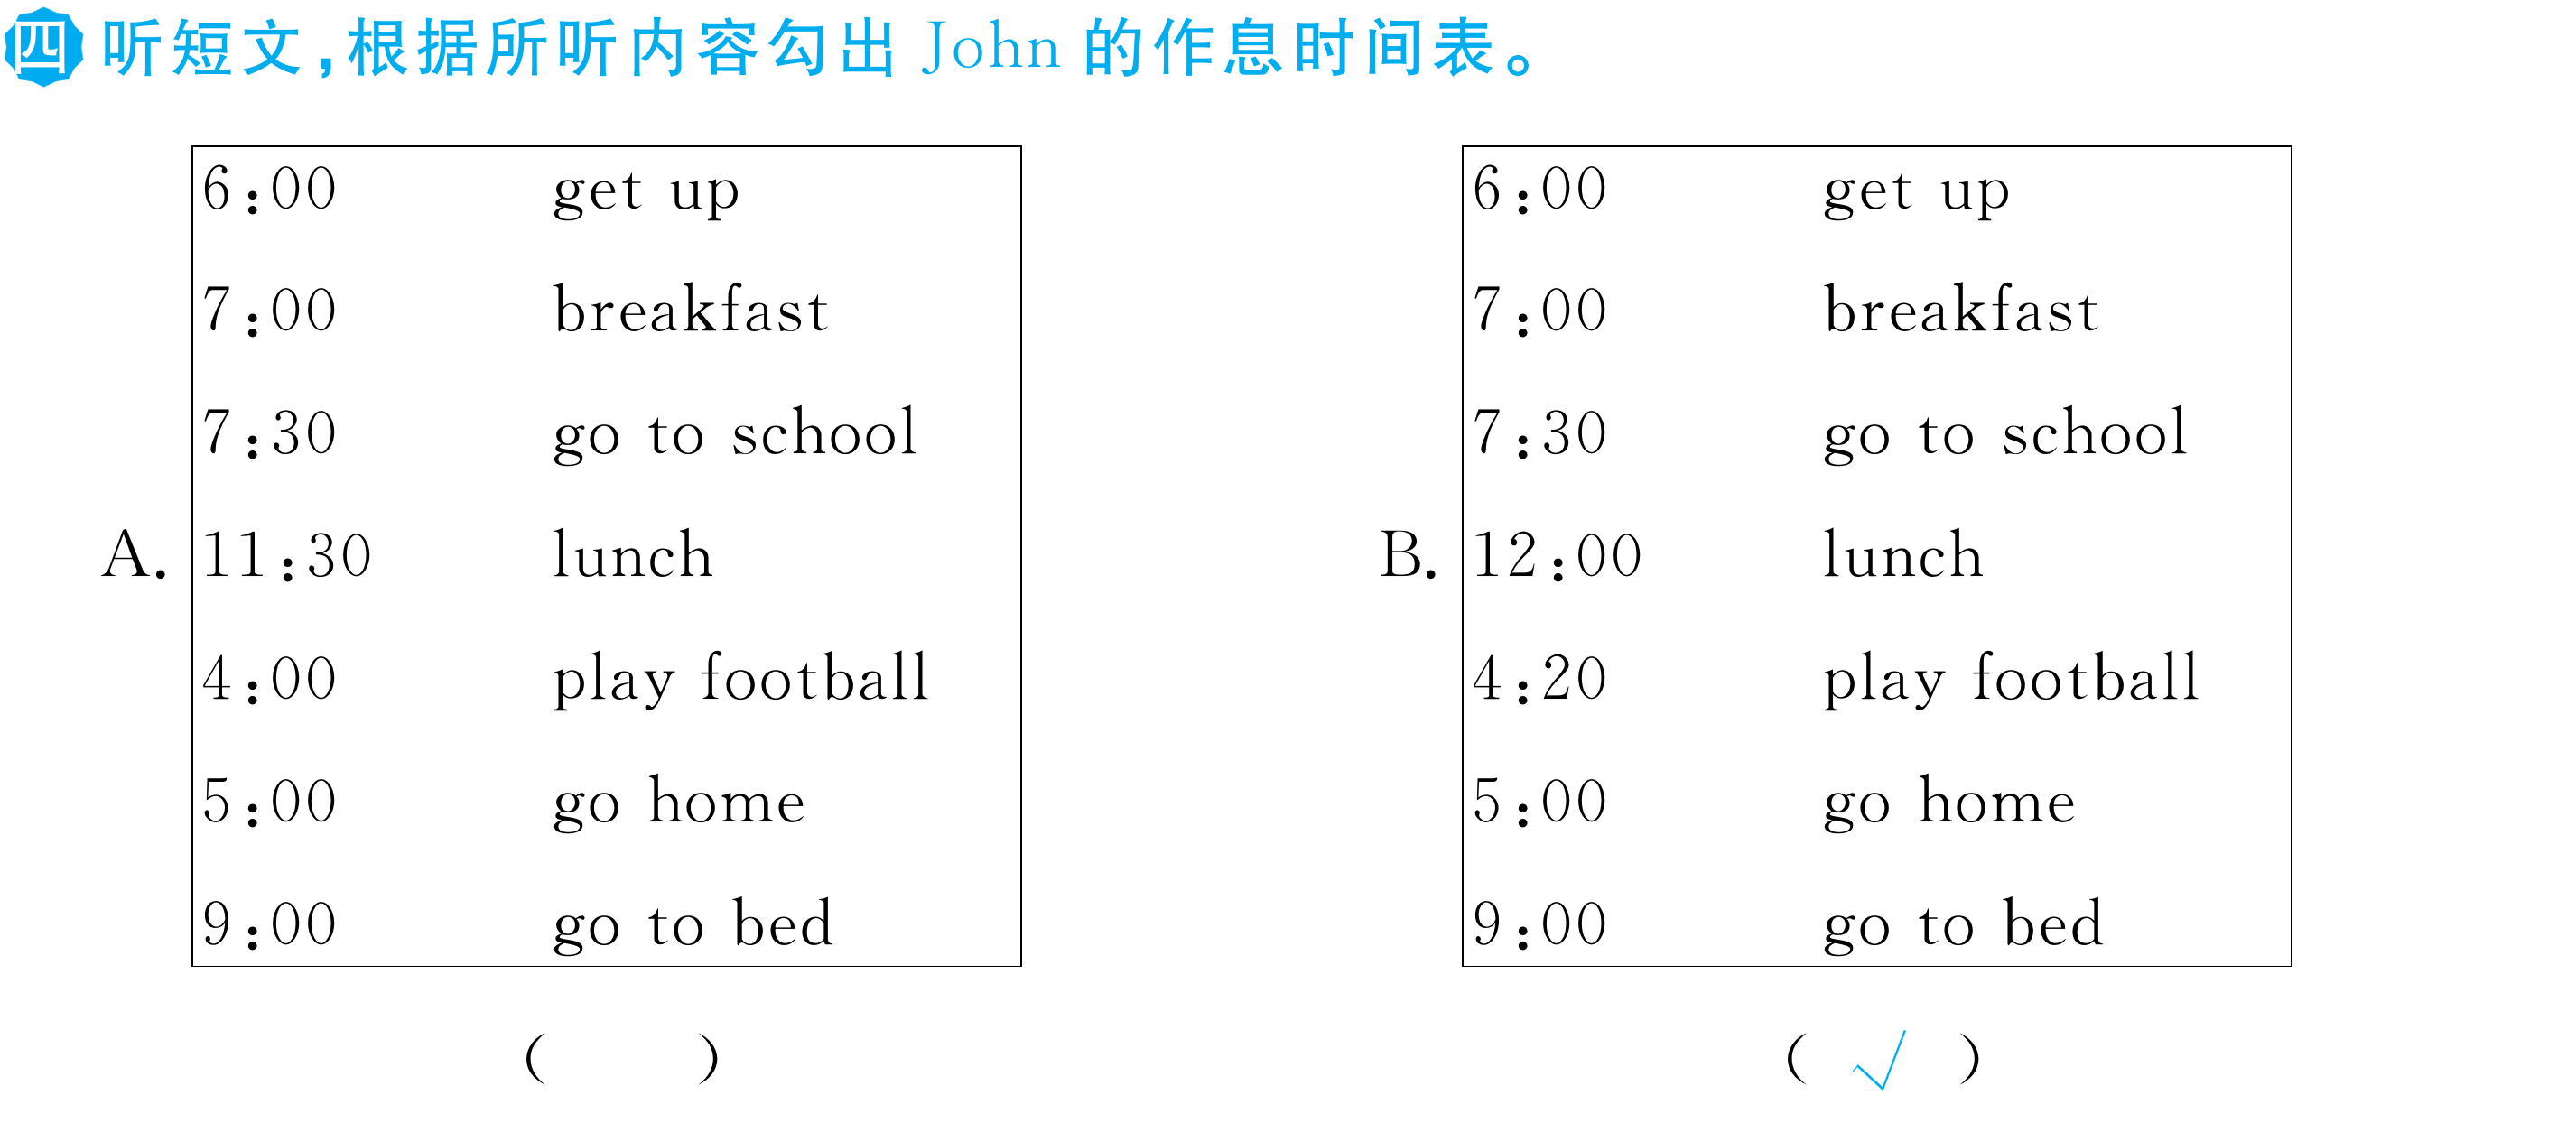 四 听短文,根据所听内容勾出 John 的作息时间表。
A.
6:00 get up
7:00 breakfast
7:30 go to school
11:30 lunch
4:00 play football
5:00 go home
9:00 go to bed
( )
B.
6:00 get up
7:00 breakfast
7:30 go to school
12:00 lunch
4:20 play football
5:00 go home
9:00 go to bed
( √ )